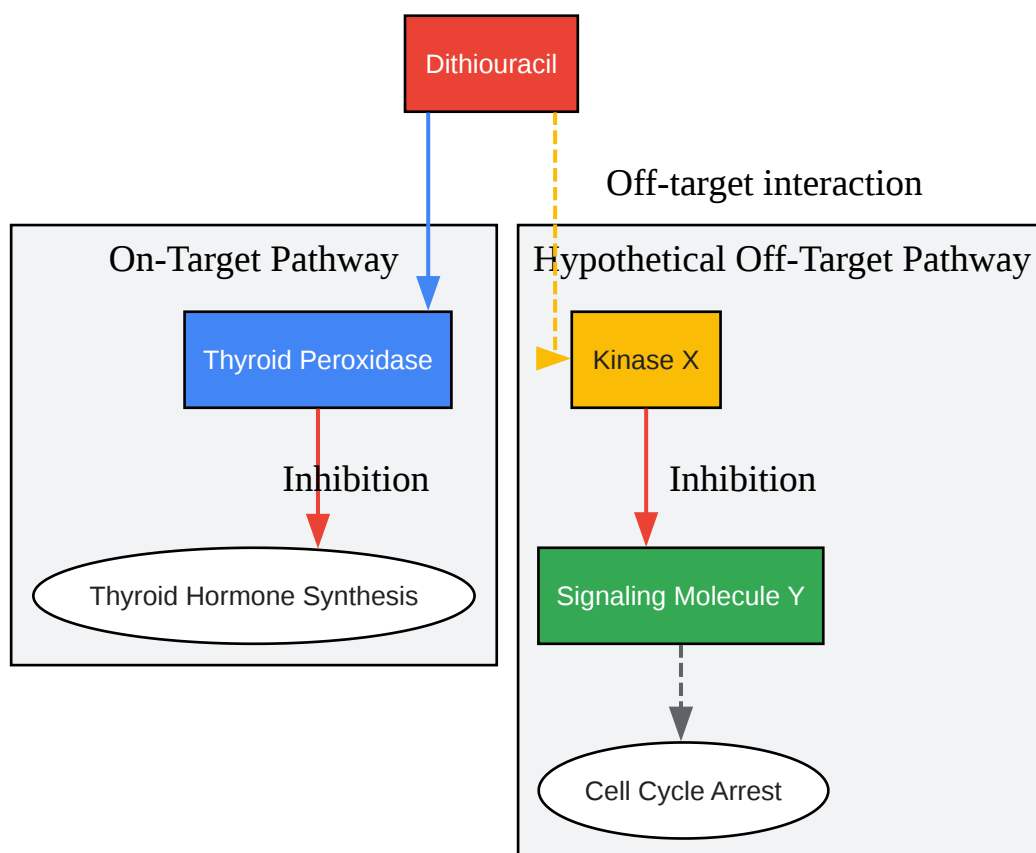 Dithiouracil
Off-target interaction
On-Target Pathway
Hypothetical Off-Target Pathway
Thyroid Peroxidase
Kinase X
Inhibition
Inhibition
Thyroid Hormone Synthesis
Signaling Molecule Y
Cell Cycle Arrest